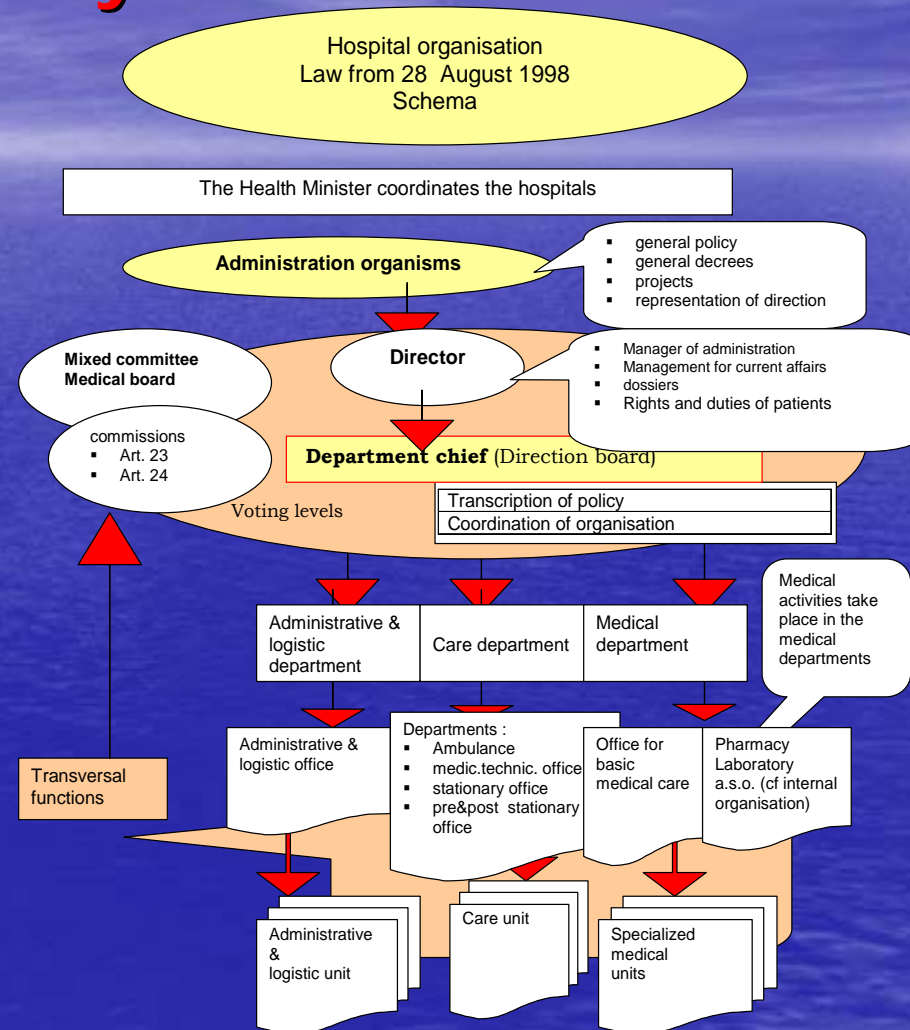 Hospital organisation
Law from 28 August 1998
Schema
The Health Minister coordinates the hospitals
Administration organisms
▪ general policy
▪ general decrees
▪ projects
▪ representation of direction
Mixed committee
Medical board
Director
▪ Manager of administration
▪ Management for current affairs
▪ dossiers
▪ Rights and duties of patients
commissions
▪ Art. 23
▪ Art. 24
Department chief (Direction board)
Voting levels
Transcription of policy
Coordination of organisation
Administrative &
logistic
department
Care department
Medical
department
Medical
activities take
place in the
medical
departments
Transversal
functions
Administrative &
logistic office
Departments :
▪ Ambulance
▪ medic.technic. office
▪ stationary office
▪ pre&post stationary
office
Office for
basic
medical care
Pharmacy
Laboratory
a.s.o. (cf internal
organisation)
Administrative
&
logistic unit
Care unit
Specialized
medical
units